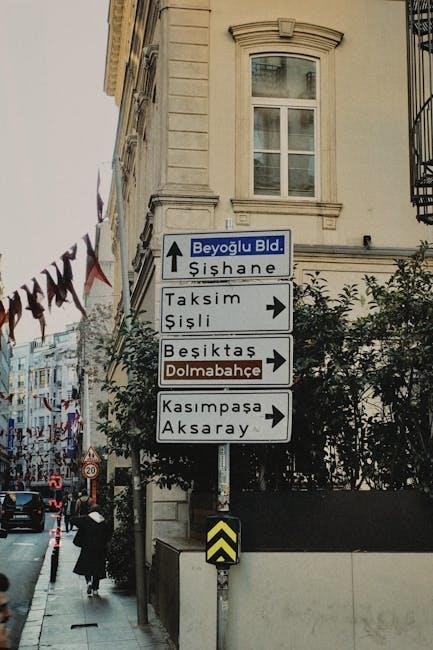 Beyoğlu Bld.
Şişhane
Taksim
Şişli
Beşiktaş
Dolmabahçe
Kasımpaşa
Aksaray
20